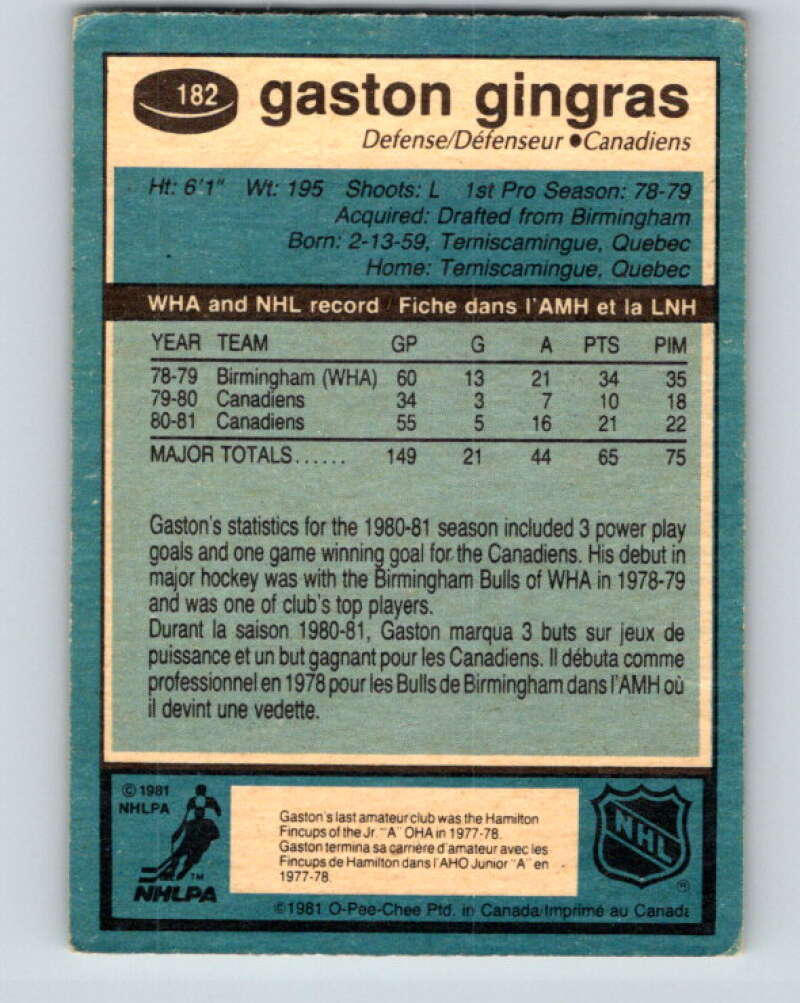 182 gaston gingras
Defense/Défenseur ●Canadiens
Ht: 6'1" Wt: 195 Shoots: L 1st Pro Season: 78-79
Acquired: Drafted from Birmingham
Born: 2-13-59, Temiscamingue, Quebec
Home: Temiscamingue, Quebec
WHA and NHL record / Fiche dans l'AMH et la LNH
YEAR TEAM GP G A PTS PIM
78-79 Birmingham (WHA) 60 13 21 34 35
79-80 Canadiens 34 3 7 10 18
80-81 Canadiens 55 5 16 21 22
MAJOR TOTALS...... 149 21 44 65 75
Gaston's statistics for the 1980-81 season included 3 power play
goals and one game winning goal for the Canadiens. His debut in
major hockey was with the Birmingham Bulls of WHA in 1978-79
and was one of club's top players.
Durant la saison 1980-81, Gaston marqua 3 buts sur jeux de
puissance et un but gagnant pour les Canadiens. Il débuta comme
professionnel en 1978 pour les Bulls de Birmingham dans l'AMH où
il devint une vedette.
© 1981
NHLPA
TM
NHLPA
Gaston's last amateur club was the Hamilton
Fincups of the Jr. "A" OHA in 1977-78.
Gaston termina sa carrière d'amateur avec les
Fincups de Hamilton dans l'AHO Junior "A" en
1977-78.
NHL
®
©1981 O-Pee-Chee Ptd. in Canada/Imprimé au Canada